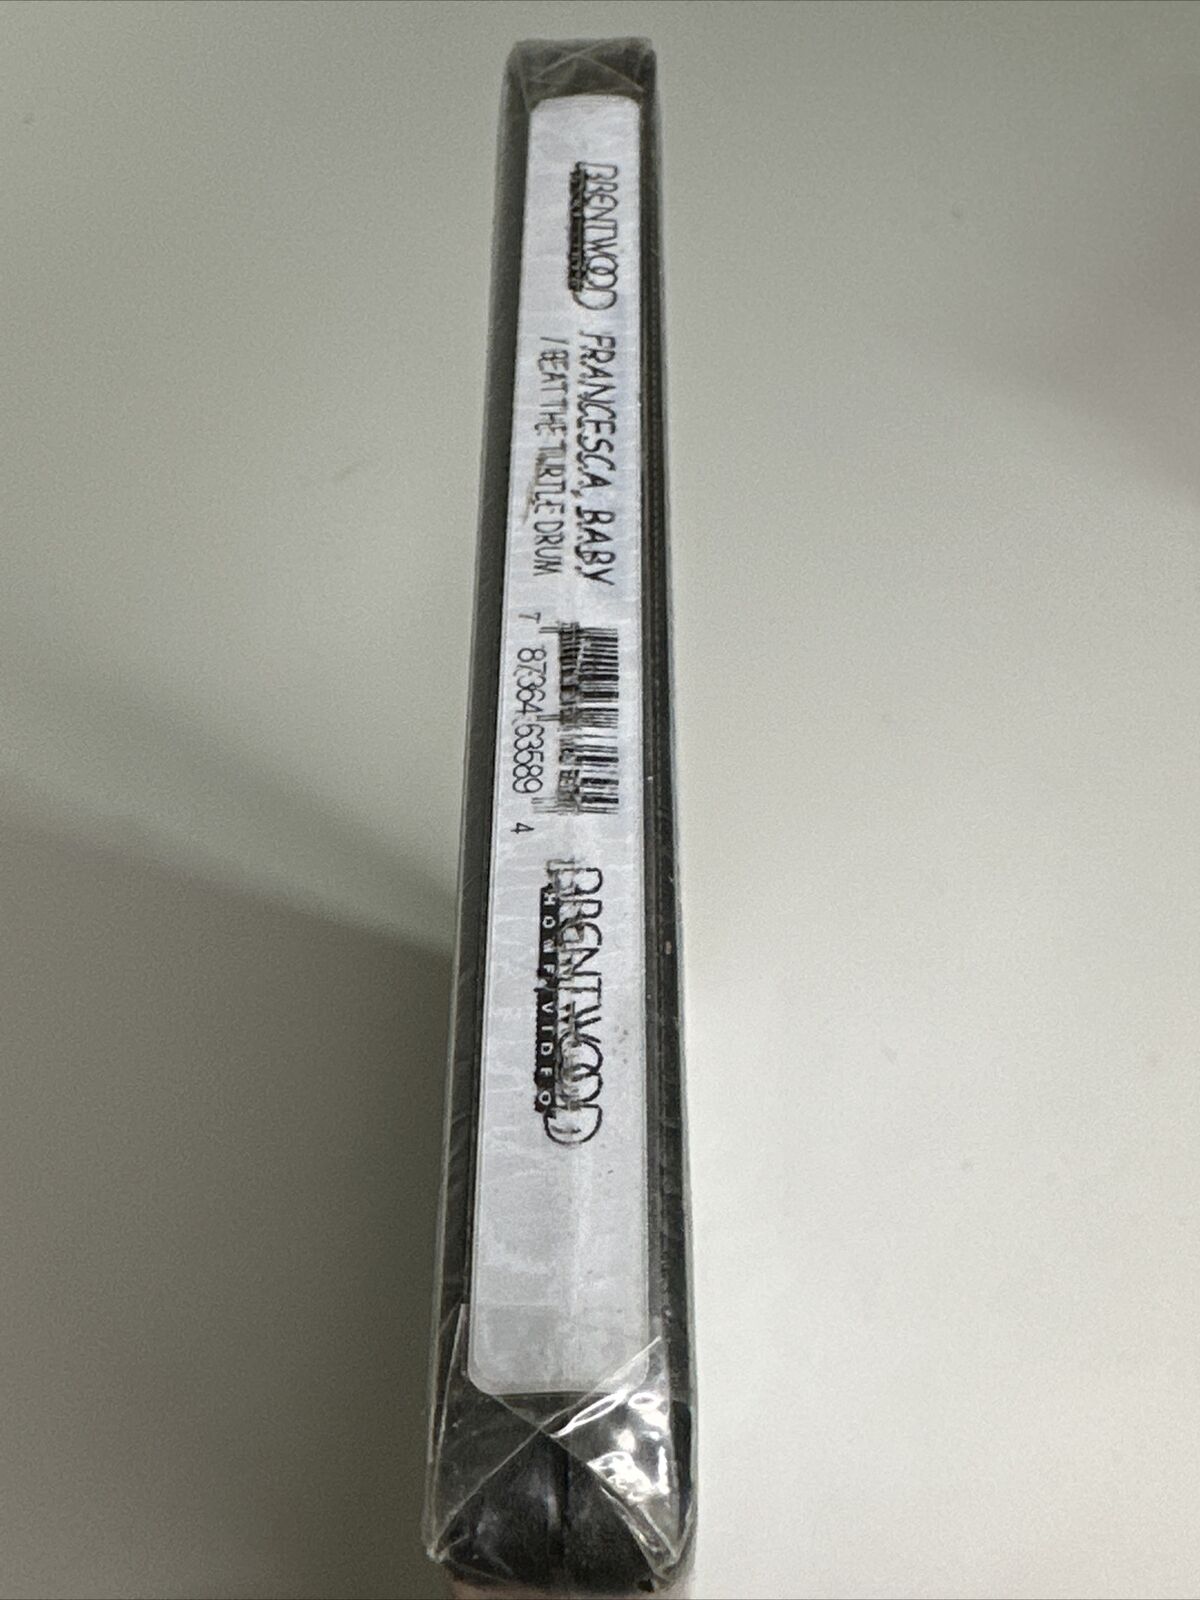 BRENTWOOD
FRANCESCA, BABY
/ BEAT THE TURTLE DRUM
7 87364 63589 4
BRENTWOOD
HOME VIDEO